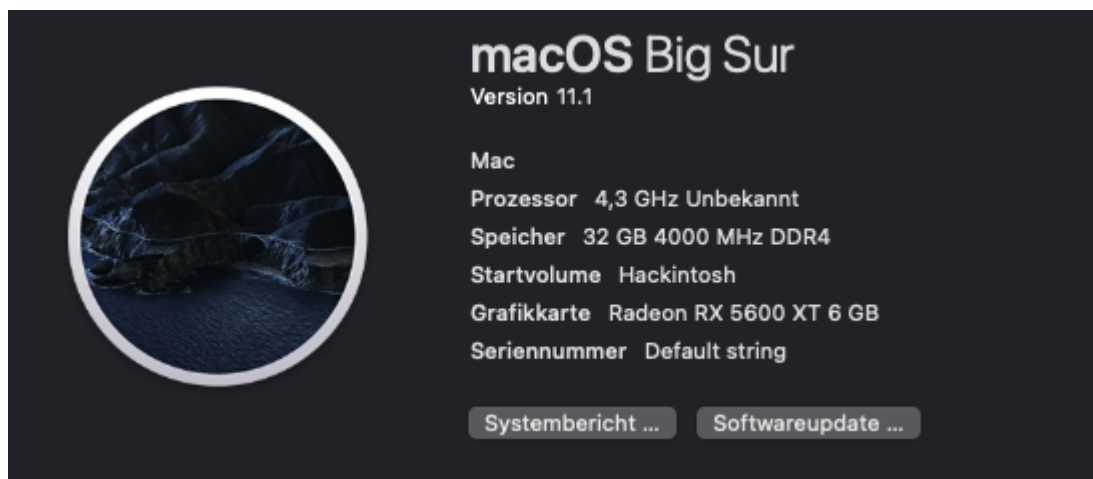 macOS Big Sur
Version 11.1
Mac
Prozessor 4,3 GHz Unbekannt
Speicher 32 GB 4000 MHz DDR4
Startvolume Hackintosh
Grafikkarte Radeon RX 5600 XT 6 GB
Seriennummer Default string
Systembericht ... Softwareupdate ...